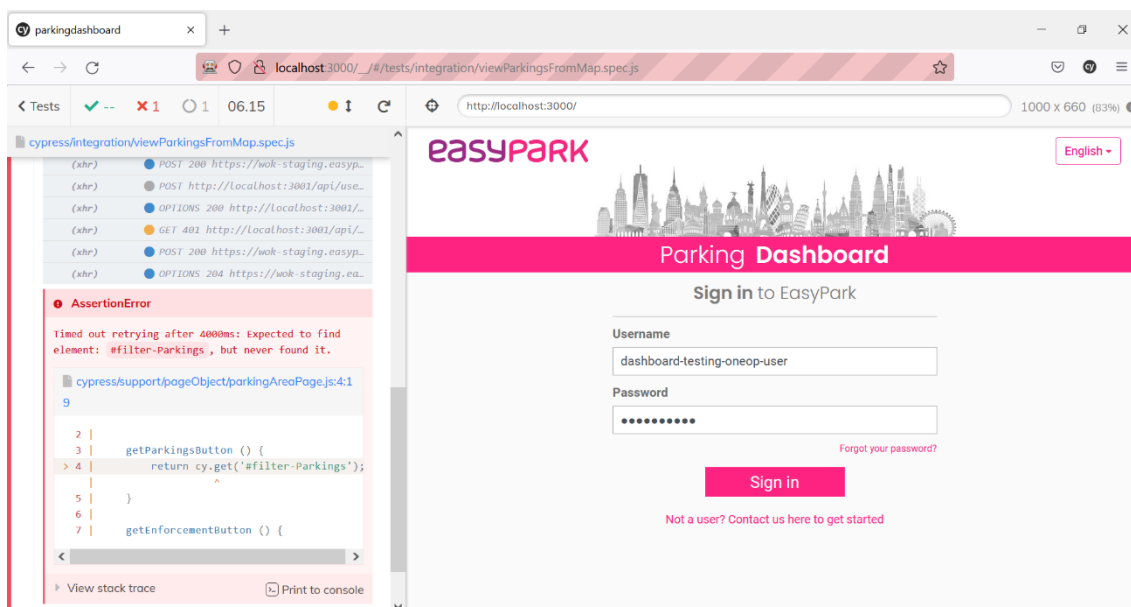 parkingdashboard
localhost:3000/__/#/tests/integration/viewParkingsFromMap.spec.js
Tests -- 1 1 06.15
http://localhost:3000/
1000 x 660 (83%)
cypress/integration/viewParkingsFromMap.spec.js
(xhr) POST 200 https://wok-staging.easyp…
(xhr) POST http://localhost:3001/api/use…
(xhr) OPTIONS 200 http://localhost:3001/…
(xhr) GET 401 http://localhost:3001/api/…
(xhr) POST 200 https://wok-staging.easyp…
(xhr) OPTIONS 204 https://wok-staging.ea…
AssertionError
Timed out retrying after 4000ms: Expected to find
element: #filter-Parkings , but never found it.
cypress/support/pageObject/parkingAreaPage.js:4:1
9
2 |
3 | getParkingsButton () {
> 4 | return cy.get('#filter-Parkings');
| ^
5 | }
6 |
7 | getEnforcementButton () {
View stack trace
Print to console
easyPARK
English
Parking Dashboard
Sign in to EasyPark
Username
dashboard-testing-oneop-user
Password
●●●●●●●●●●
Forgot your password?
Sign in
Not a user? Contact us here to get started